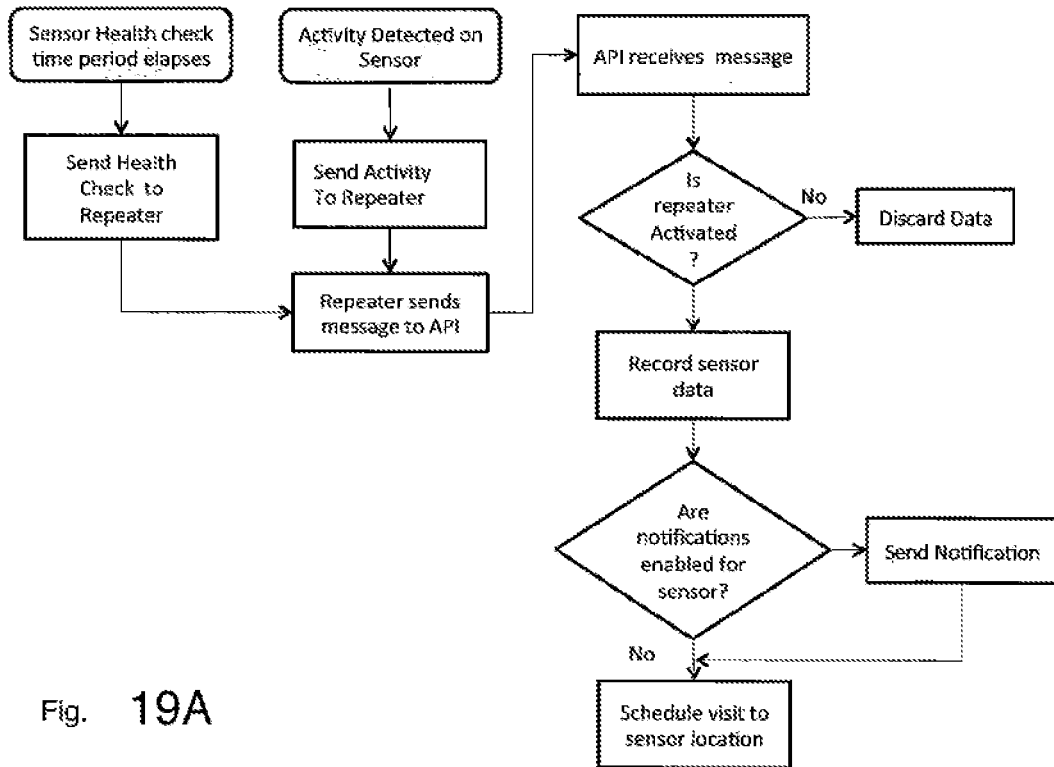 Sensor Health check
time period elapses
Activity Detected on
Sensor
API receives message
Send Health
Check to
Repeater
Send Activity
To Repeater
Is
repeater
Activated
?
No
Discard Data
Repeater sends
message to API
Record sensor
data
Are
notifications
enabled for
sensor?
Send Notification
No
Schedule visit to
sensor location
Fig. 19A